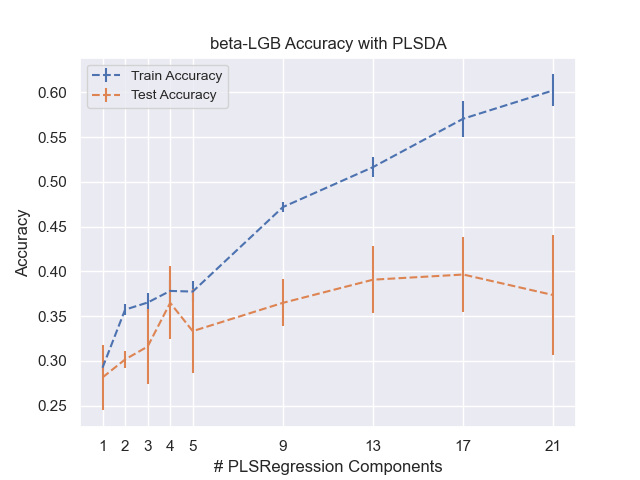 beta-LGB Accuracy with PLSDA
Train Accuracy
Test Accuracy
0.60
0.55
0.50
0.45
0.40
0.35
0.30
0.25
Accuracy
1 2 3 4 5 9 13 17 21
# PLSRegression Components